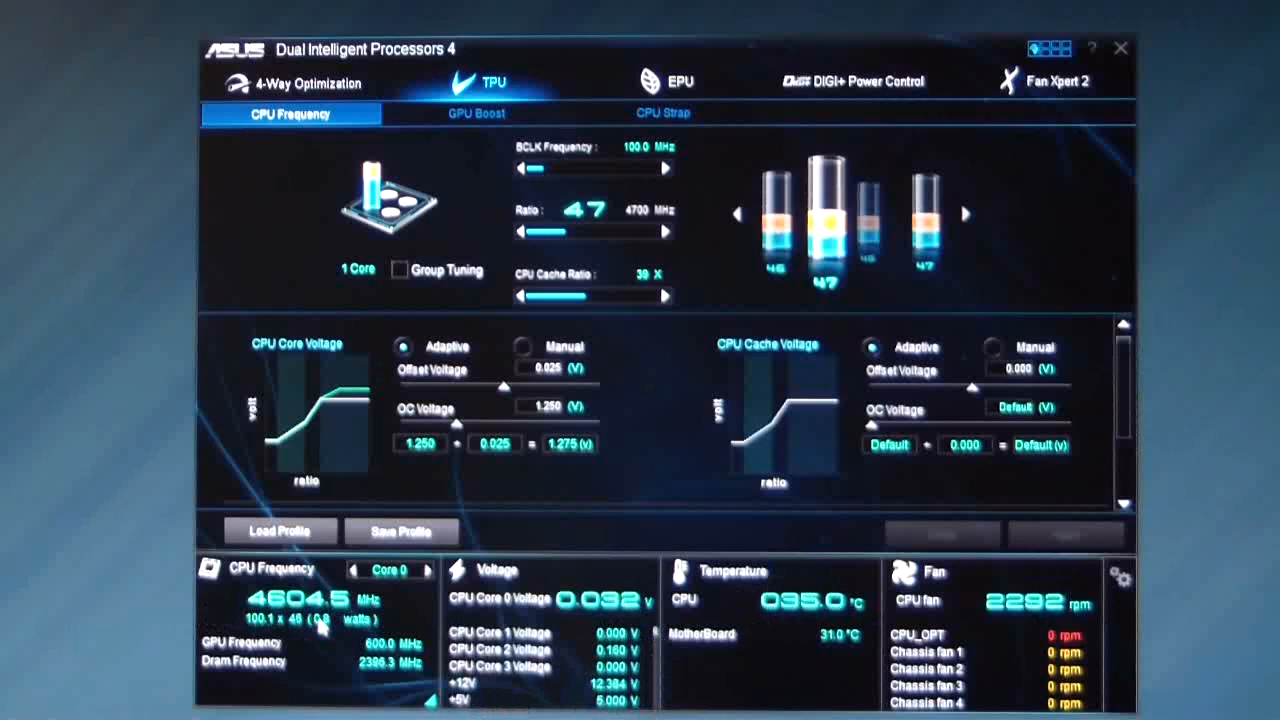 ASUS Dual Intelligent Processors 4 ?
4-Way Optimization TPU EPU DIGI+ Power Control Fan Xpert 2
CPU Frequency GPU Boost CPU Strap
BCLK Frequency : 100.0 MHz
Ratio : 47 4700 MHz
1 Core Group Tuning
CPU Cache Ratio : 39 X
46 47 46 47
CPU Core Voltage Adaptive Manual
Offset Voltage 0.025 (V)
volt
OC Voltage 1.250 (V)
1.250 + 0.025 = 1.275 (v)
ratio
CPU Cache Voltage Adaptive Manual
Offset Voltage 0.000 (V)
volt
OC Voltage Default (V)
Default + 0.000 = Default (v)
ratio
Load Profile Save Profile
CPU Frequency Core 0
4604.5 MHz
100.1 x 46 ( 0.8 watts )
GPU Frequency 600.0 MHz
Dram Frequency 2396.3 MHz
Voltage
CPU Core 0 Voltage 0.032 V
CPU Core 1 Voltage 0.000 V
CPU Core 2 Voltage 0.160 V
CPU Core 3 Voltage 0.000 V
+12V 12.384 V
+5V 5.000 V
Temperature
CPU 035.0 °C
MotherBoard 31.0 °C
Fan
CPU fan 2292 rpm
CPU_OPT 0 rpm
Chassis fan 1 0 rpm
Chassis fan 2 0 rpm
Chassis fan 3 0 rpm
Chassis fan 4 0 rpm